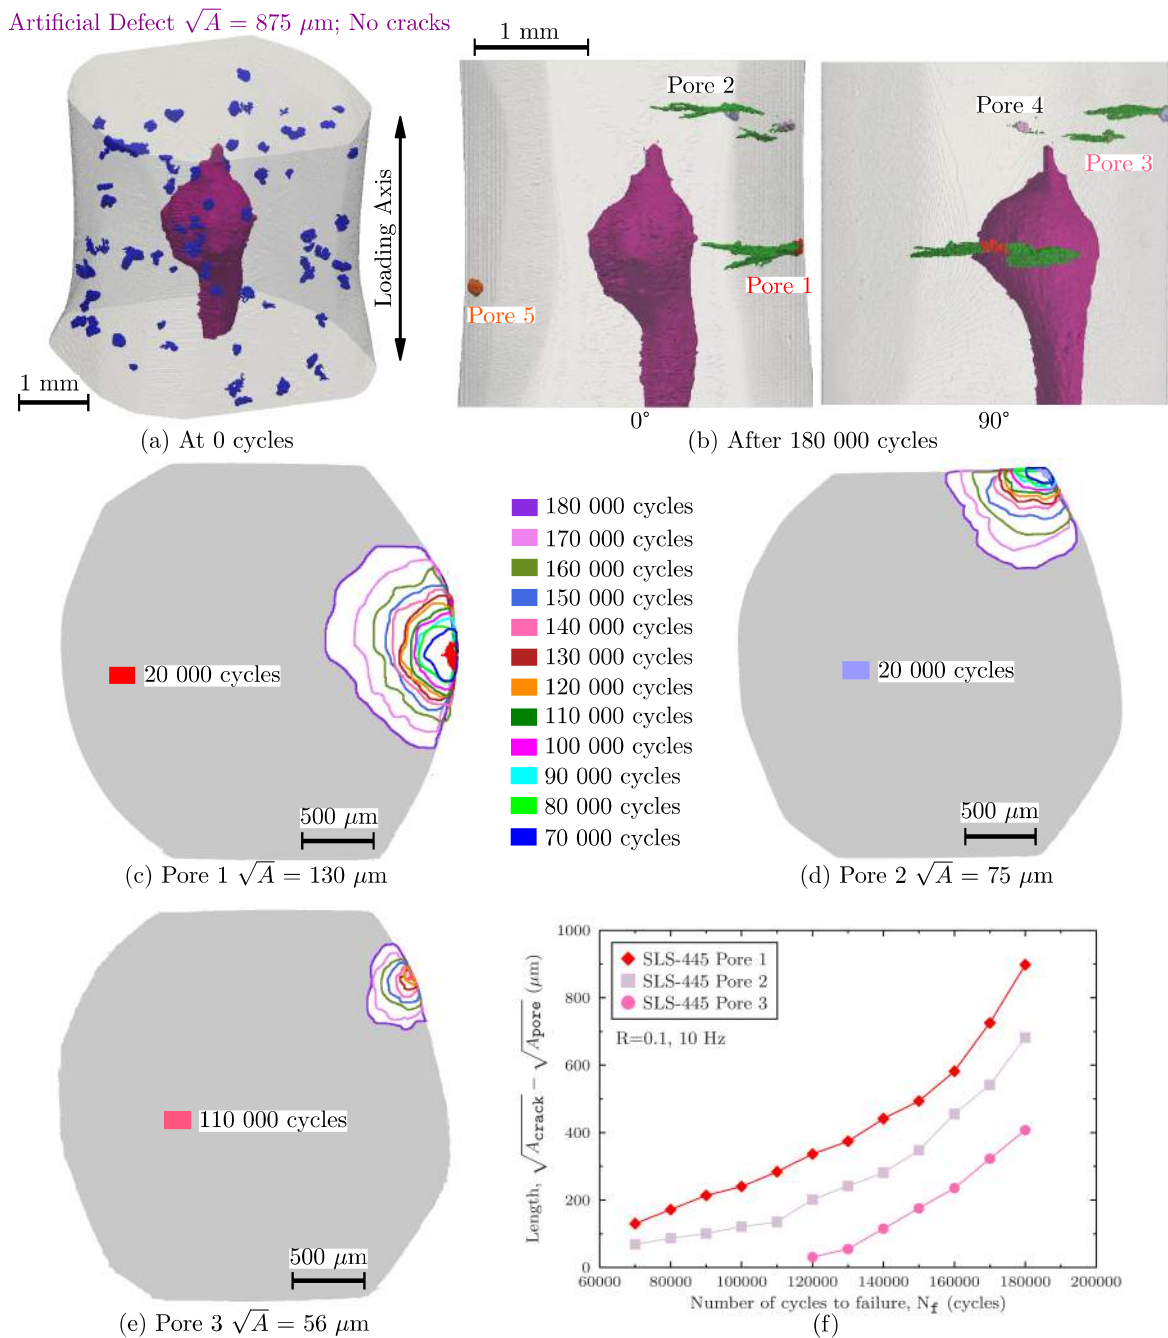 Artificial Defect √A = 875 μm; No cracks
Loading Axis
1 mm
(a) At 0 cycles
1 mm
Pore 2
Pore 4
Pore 3
Pore 1
Pore 5
0°
90°
(b) After 180 000 cycles
20 000 cycles
500 μm
(c) Pore 1 √A = 130 μm
180 000 cycles
170 000 cycles
160 000 cycles
150 000 cycles
140 000 cycles
130 000 cycles
120 000 cycles
110 000 cycles
100 000 cycles
90 000 cycles
80 000 cycles
70 000 cycles
20 000 cycles
500 μm
(d) Pore 2 √A = 75 μm
110 000 cycles
500 μm
(e) Pore 3 √A = 56 μm
Length, √Acrack − √Apore (μm)
1000
800
600
400
200
0
SLS-445 Pore 1
SLS-445 Pore 2
SLS-445 Pore 3
R=0.1, 10 Hz
60000 80000 100000 120000 140000 160000 180000 200000
Number of cycles to failure, Nf (cycles)
(f)